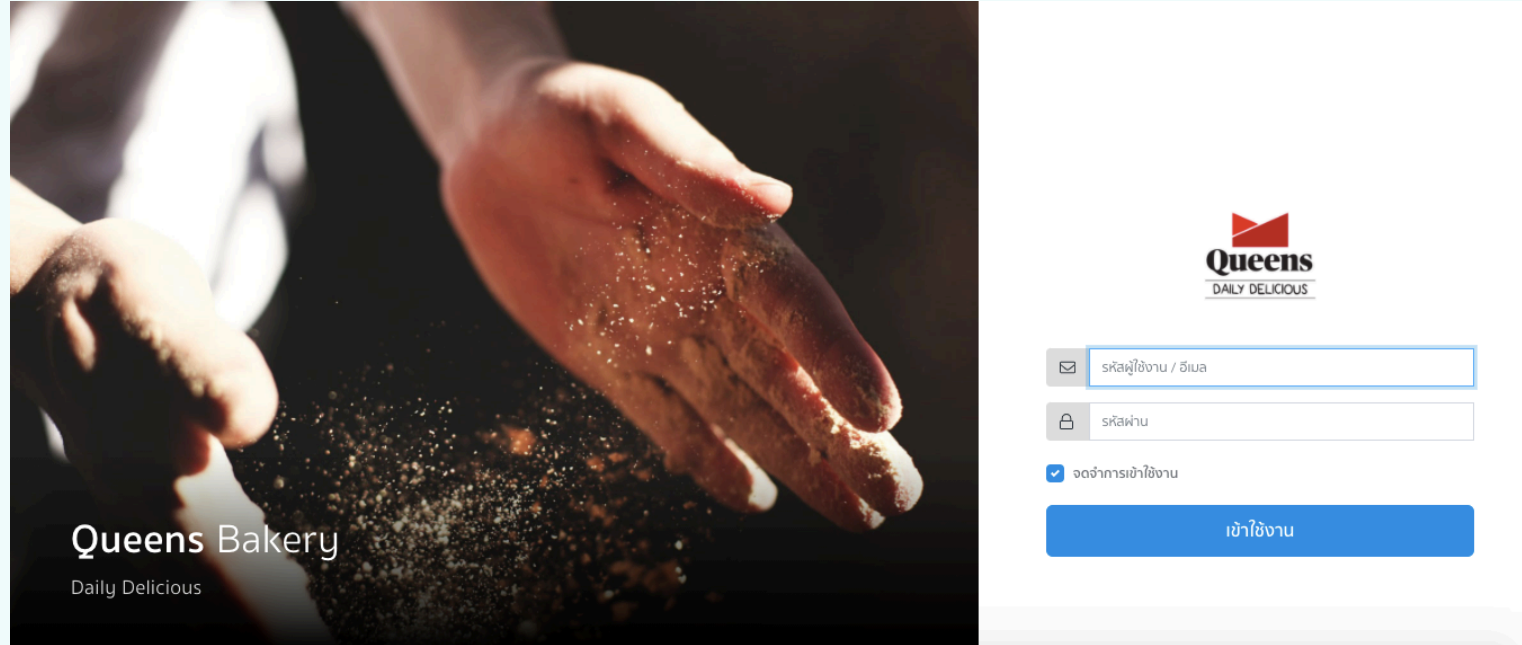 Queens Bakery
Daily Delicious
Queens
DAILY DELICIOUS
รหัสผู้ใช้งาน / อีเมล
รหัสผ่าน
จดจำการเข้าใช้งาน
เข้าใช้งาน